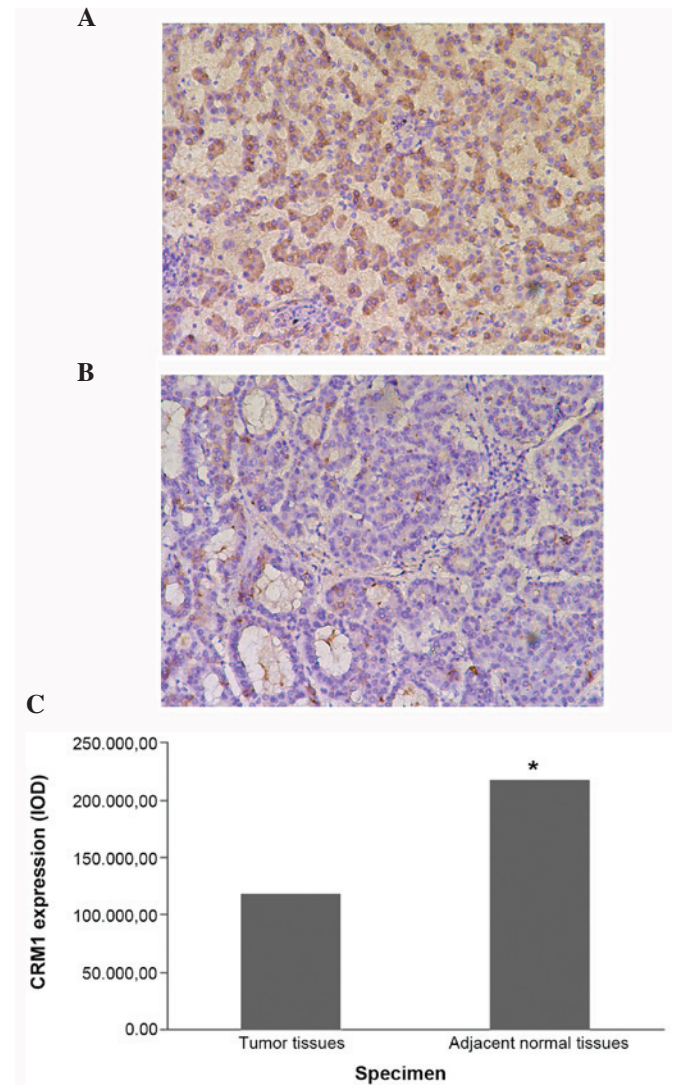 A
B
C
250.000,00
200.000,00
150.000,00
100.000,00
50.000,00
0.00
CRM1 expression (IOD)
*
Tumor tissues
Adjacent normal tissues
Specimen